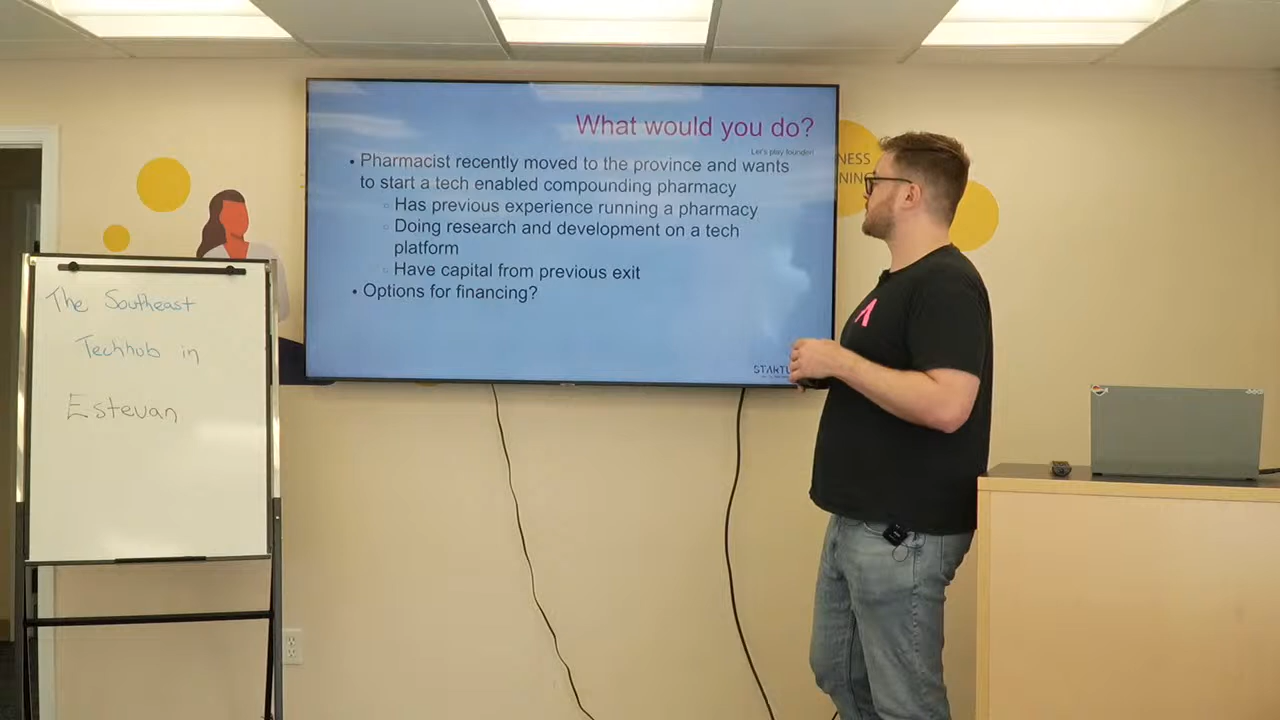 What would you do?
Let's play founder!
• Pharmacist recently moved to the province and wants
to start a tech enabled compounding pharmacy
○ Has previous experience running a pharmacy
○ Doing research and development on a tech
platform
○ Have capital from previous exit
• Options for financing?
The Southeast
Techhub in
Estevan